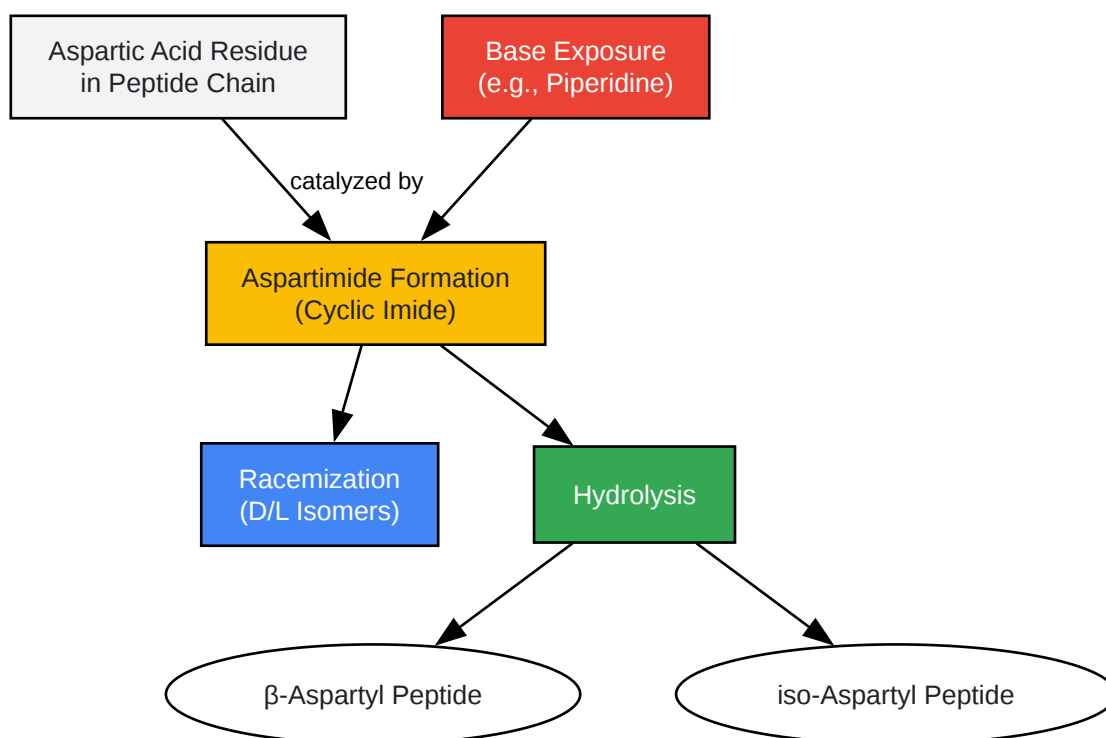 Aspartic Acid Residue
in Peptide Chain
Base Exposure
(e.g., Piperidine)
catalyzed by
Aspartimide Formation
(Cyclic Imide)
Racemization
(D/L Isomers)
Hydrolysis
β-Aspartyl Peptide
iso-Aspartyl Peptide